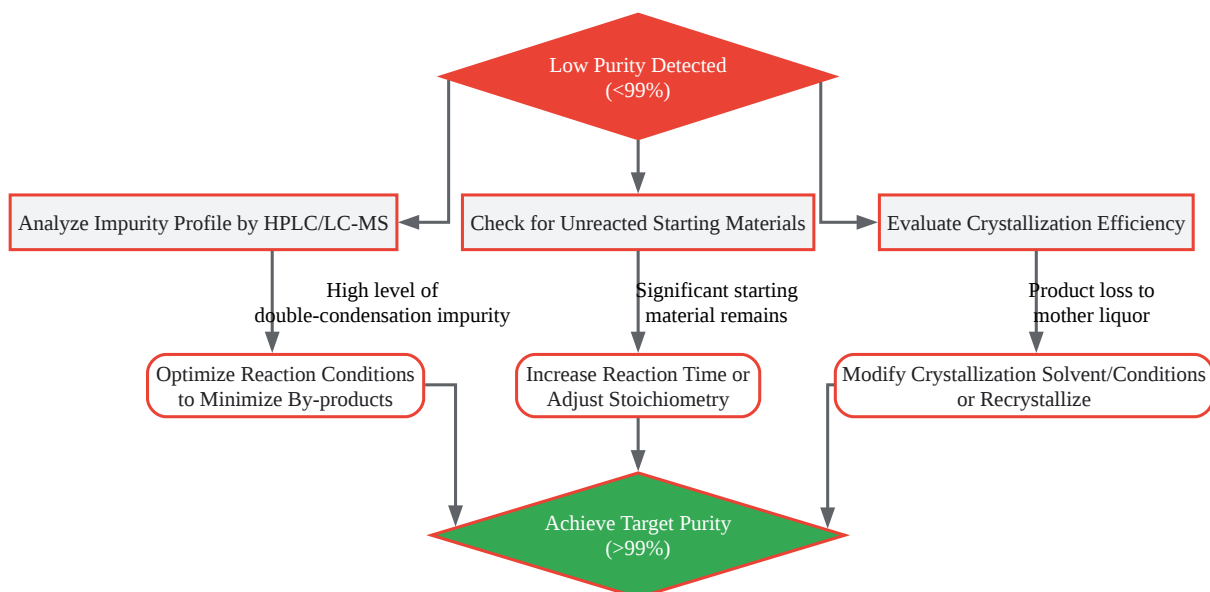 Low Purity Detected
(<99%)
Analyze Impurity Profile by HPLC/LC-MS
Check for Unreacted Starting Materials
Evaluate Crystallization Efficiency
High level of
double-condensation impurity
Significant starting
material remains
Product loss to
mother liquor
Optimize Reaction Conditions
to Minimize By-products
Increase Reaction Time or
Adjust Stoichiometry
Modify Crystallization Solvent/Conditions
or Recrystallize
Achieve Target Purity
(>99%)